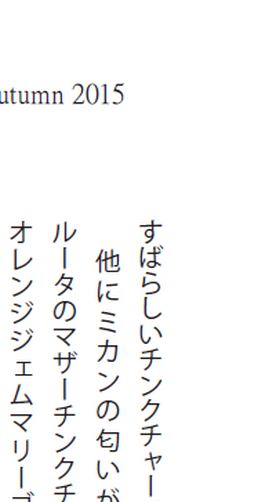 utumn 2015
すばらしいチンクチャー
他にミカンの匂いが
ルータのマザーチンクチ
オレンジジェムマリーゴ